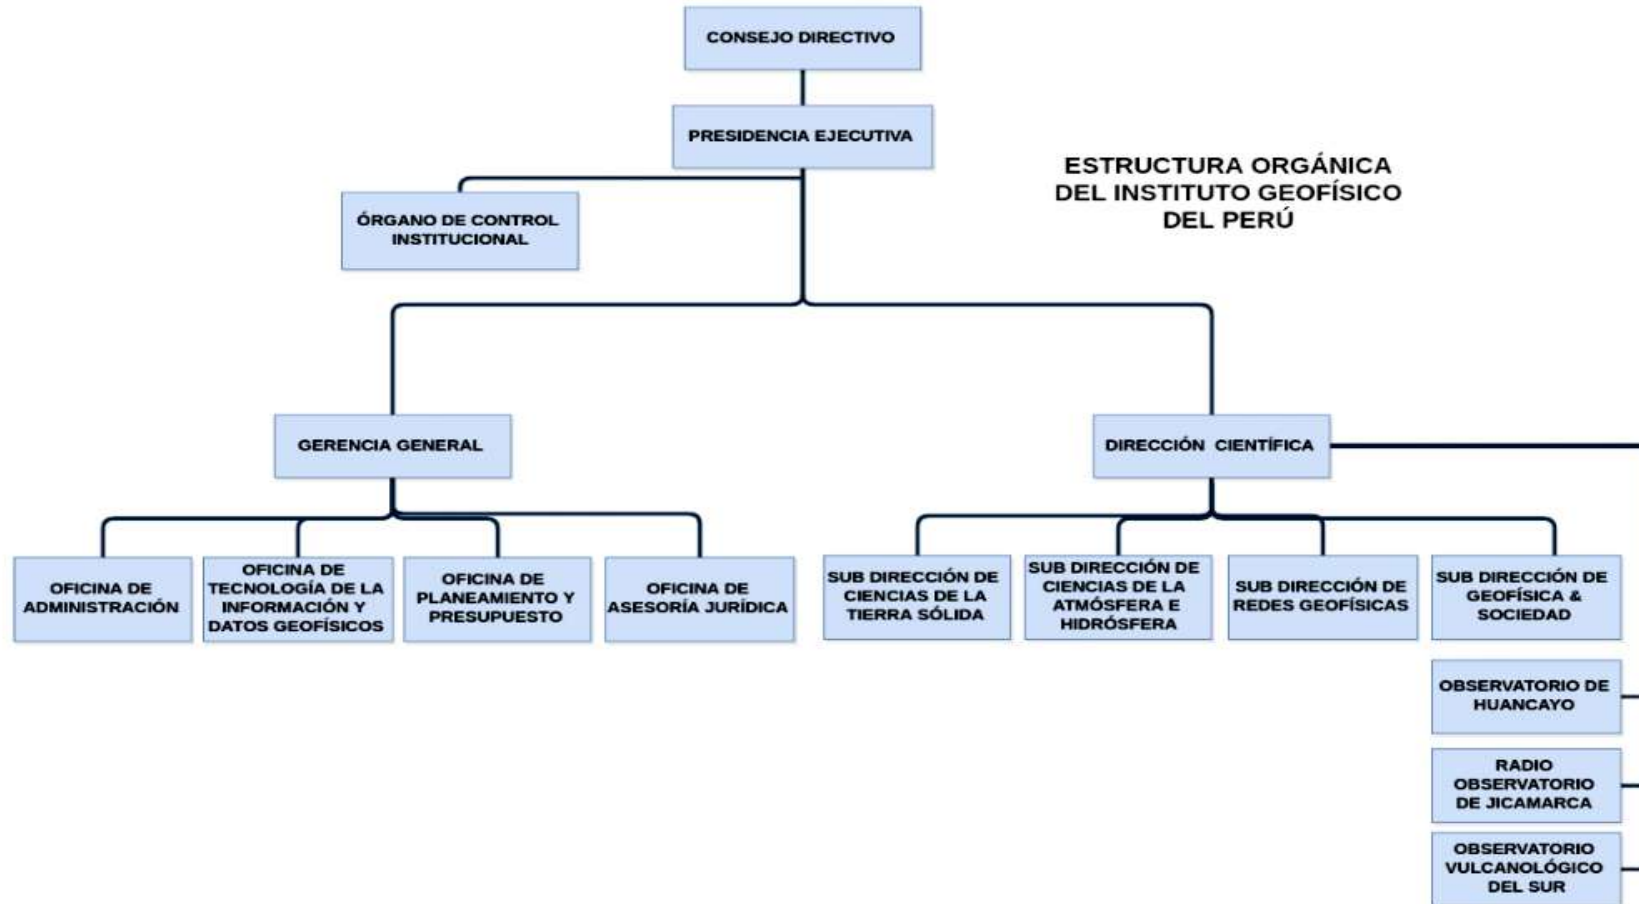 CONSEJO DIRECTIVO
PRESIDENCIA EJECUTIVA
ESTRUCTURA ORGÁNICA
DEL INSTITUTO GEOFÍSICO
DEL PERÚ
ÓRGANO DE CONTROL
INSTITUCIONAL
GERENCIA GENERAL
DIRECCIÓN CIENTÍFICA
OFICINA DE
ADMINISTRACIÓN
OFICINA DE
TECNOLOGÍA DE LA
INFORMACIÓN Y
DATOS GEOFÍSICOS
OFICINA DE
PLANEAMIENTO Y
PRESUPUESTO
OFICINA DE
ASESORÍA JURÍDICA
SUB DIRECCIÓN DE
CIENCIAS DE LA
TIERRA SÓLIDA
SUB DIRECCIÓN DE
CIENCIAS DE LA
ATMÓSFERA E
HIDRÓSFERA
SUB DIRECCIÓN DE
REDES GEOFÍSICAS
SUB DIRECCIÓN DE
GEOFÍSICA &
SOCIEDAD
OBSERVATORIO DE
HUANCAYO
RADIO
OBSERVATORIO
DE JICAMARCA
OBSERVATORIO
VULCANOLÓGICO
DEL SUR